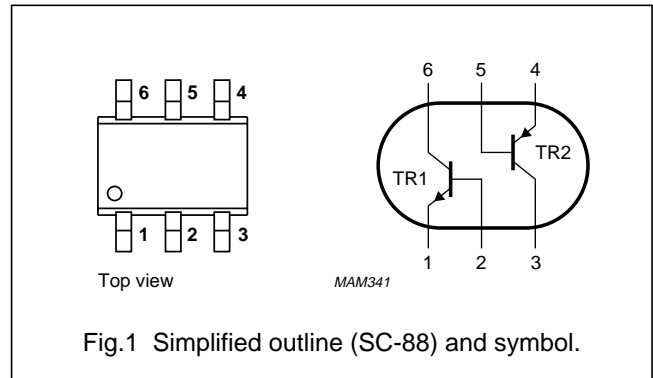 6 5 4
6 5 4
TR1
TR2
1 2 3
1 2 3
Top view
MAM341
Fig.1 Simplified outline (SC-88) and symbol.